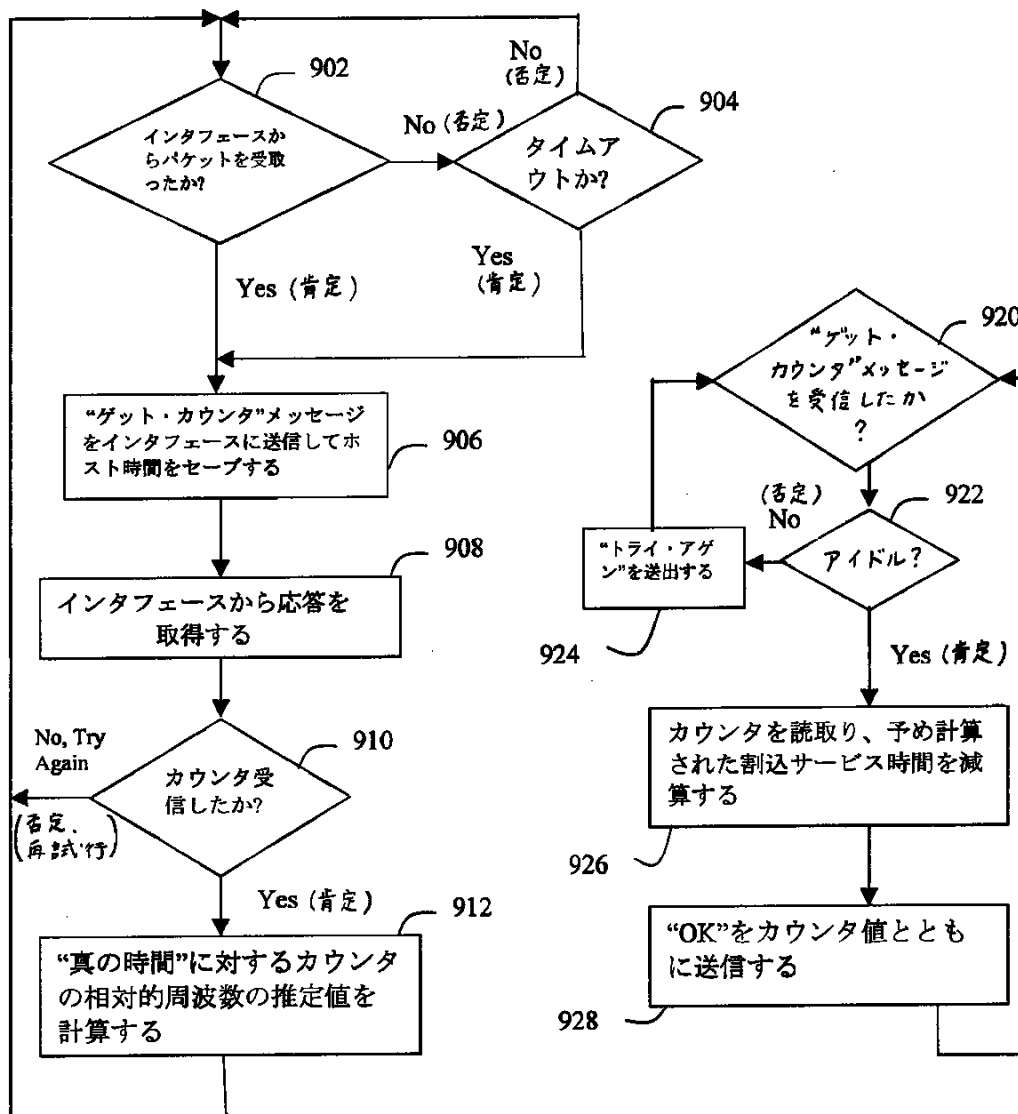 902
インタフェースか
らパケットを受取
ったか?
No (否定)
No
(否定)
904
タイムア
ウトか?
Yes (肯定)
Yes
(肯定)
“ゲット・カウンタ”メッセージ
をインタフェースに送信してホ
スト時間をセーブする
906
908
インタフェースから応答を
取得する
910
カウンタ受
信したか?
No, Try
Again
(否定、
再試行)
Yes (肯定)
912
“真の時間”に対するカウンタ
の相対的周波数の推定値を
計算する
920
“ゲット・
カウンタ”メッセージ
を受信したか
?
922
(否定)
No
アイドル?
“トライ・アゲ
ン”を送出する
924
Yes (肯定)
カウンタを読取り、予め計算
された割込サービス時間を減
算する
926
“OK”をカウンタ値ととも
に送信する
928